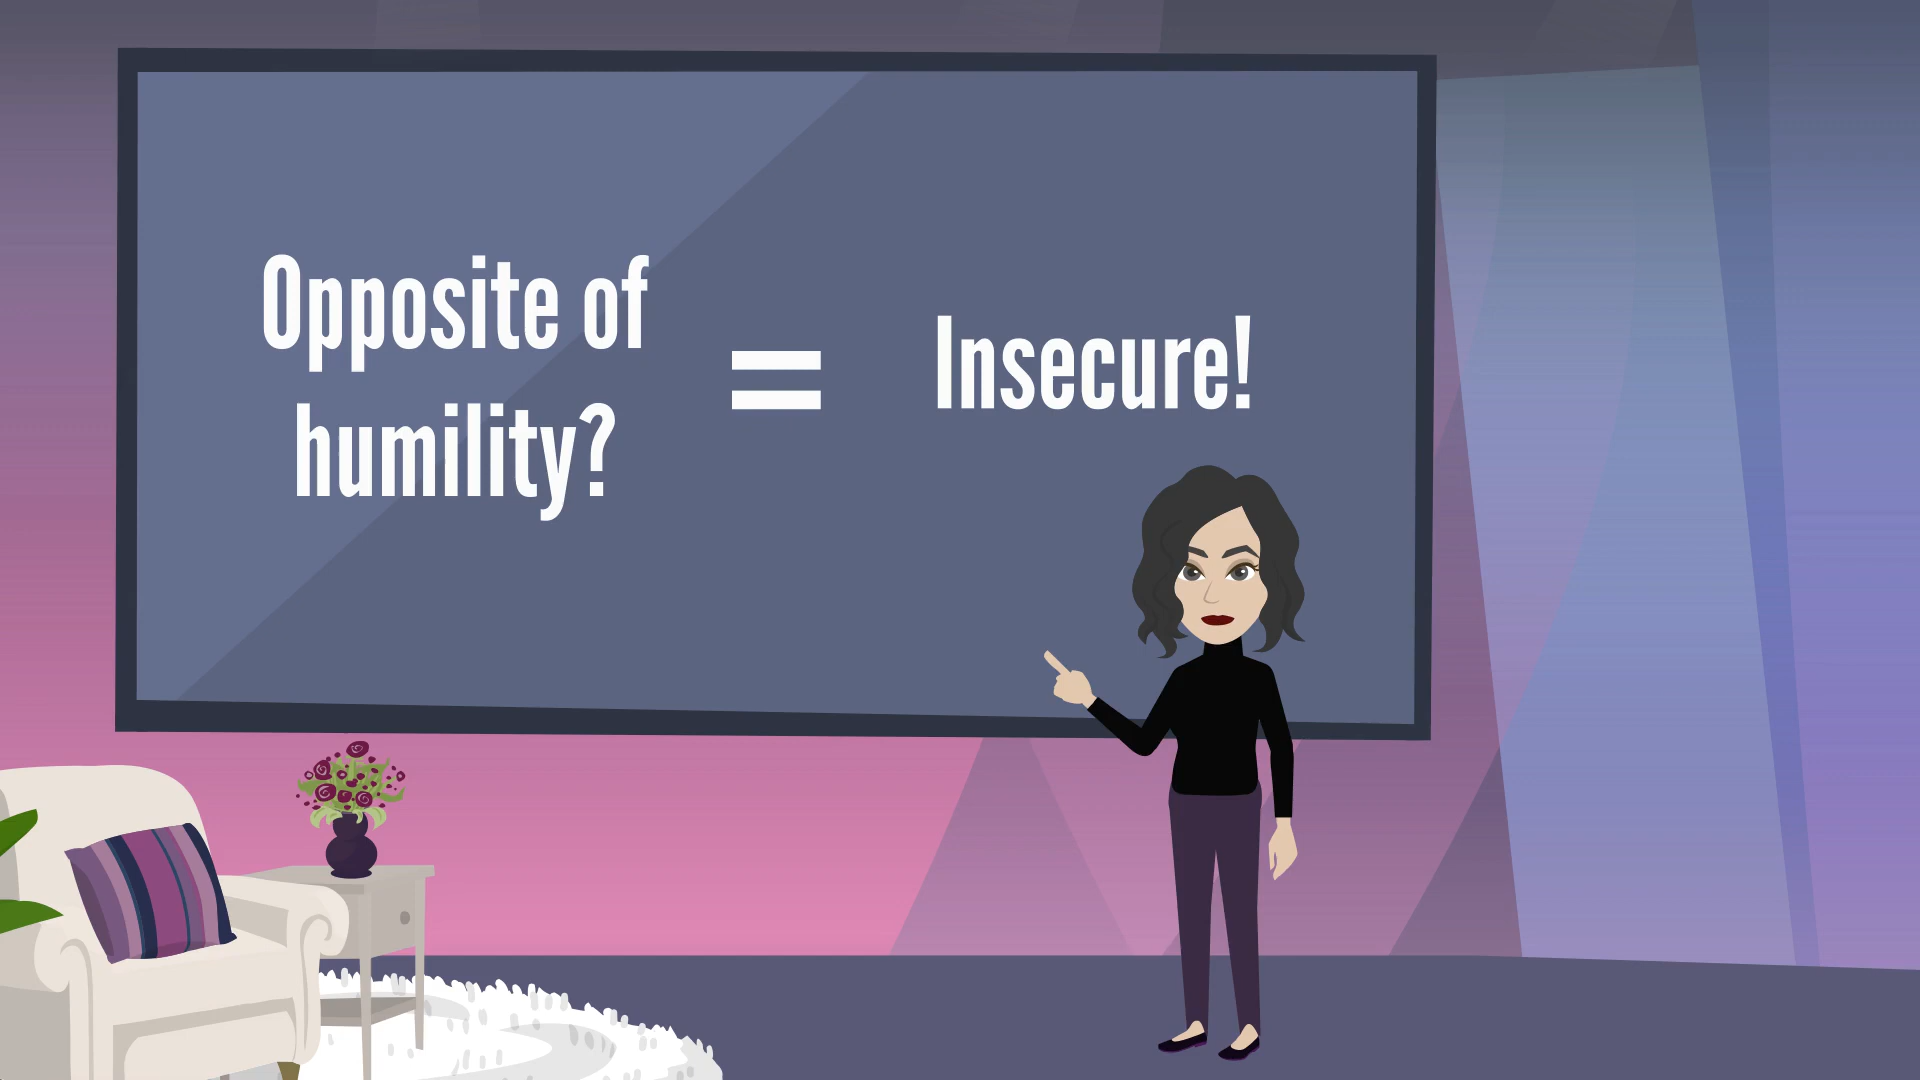 Opposite of
humility?
=
Insecure!